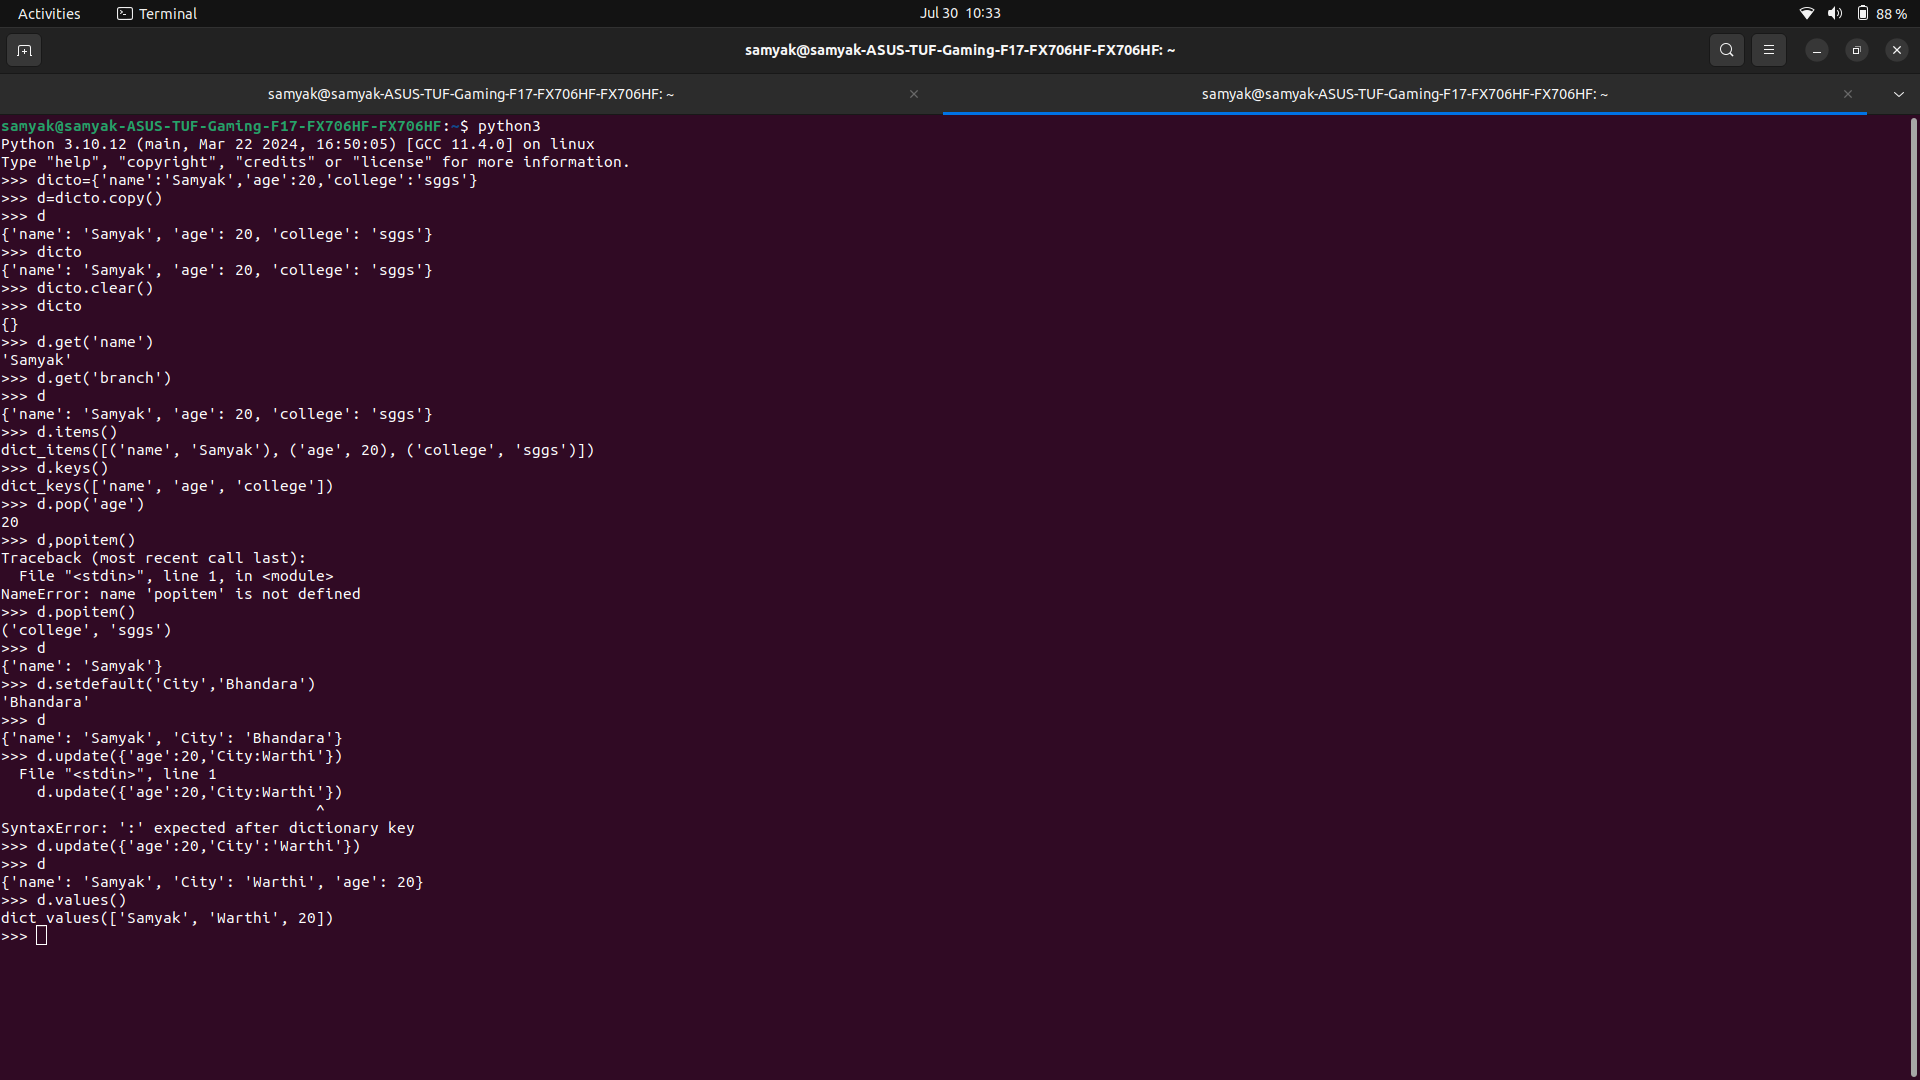 Activities
Terminal
Jul 30 10:33
88 %
samyak@samyak-ASUS-TUF-Gaming-F17-FX706HF-FX706HF: ~
samyak@samyak-ASUS-TUF-Gaming-F17-FX706HF-FX706HF: ~
samyak@samyak-ASUS-TUF-Gaming-F17-FX706HF-FX706HF: ~
samyak@samyak-ASUS-TUF-Gaming-F17-FX706HF-FX706HF:~$ python3
Python 3.10.12 (main, Mar 22 2024, 16:50:05) [GCC 11.4.0] on linux
Type "help", "copyright", "credits" or "license" for more information.
>>> dicto={'name':'Samyak','age':20,'college':'sggs'}
>>> d=dicto.copy()
>>> d
{'name': 'Samyak', 'age': 20, 'college': 'sggs'}
>>> dicto
{'name': 'Samyak', 'age': 20, 'college': 'sggs'}
>>> dicto.clear()
>>> dicto
{}
>>> d.get('name')
'Samyak'
>>> d.get('branch')
>>> d
{'name': 'Samyak', 'age': 20, 'college': 'sggs'}
>>> d.items()
dict_items([('name', 'Samyak'), ('age', 20), ('college', 'sggs')])
>>> d.keys()
dict_keys(['name', 'age', 'college'])
>>> d.pop('age')
20
>>> d,popitem()
Traceback (most recent call last):
  File "<stdin>", line 1, in <module>
NameError: name 'popitem' is not defined
>>> d.popitem()
('college', 'sggs')
>>> d
{'name': 'Samyak'}
>>> d.setdefault('City','Bhandara')
'Bhandara'
>>> d
{'name': 'Samyak', 'City': 'Bhandara'}
>>> d.update({'age':20,'City:Warthi'})
  File "<stdin>", line 1
    d.update({'age':20,'City:Warthi'})
                                   ^
SyntaxError: ':' expected after dictionary key
>>> d.update({'age':20,'City':'Warthi'})
>>> d
{'name': 'Samyak', 'City': 'Warthi', 'age': 20}
>>> d.values()
dict_values(['Samyak', 'Warthi', 20])
>>>